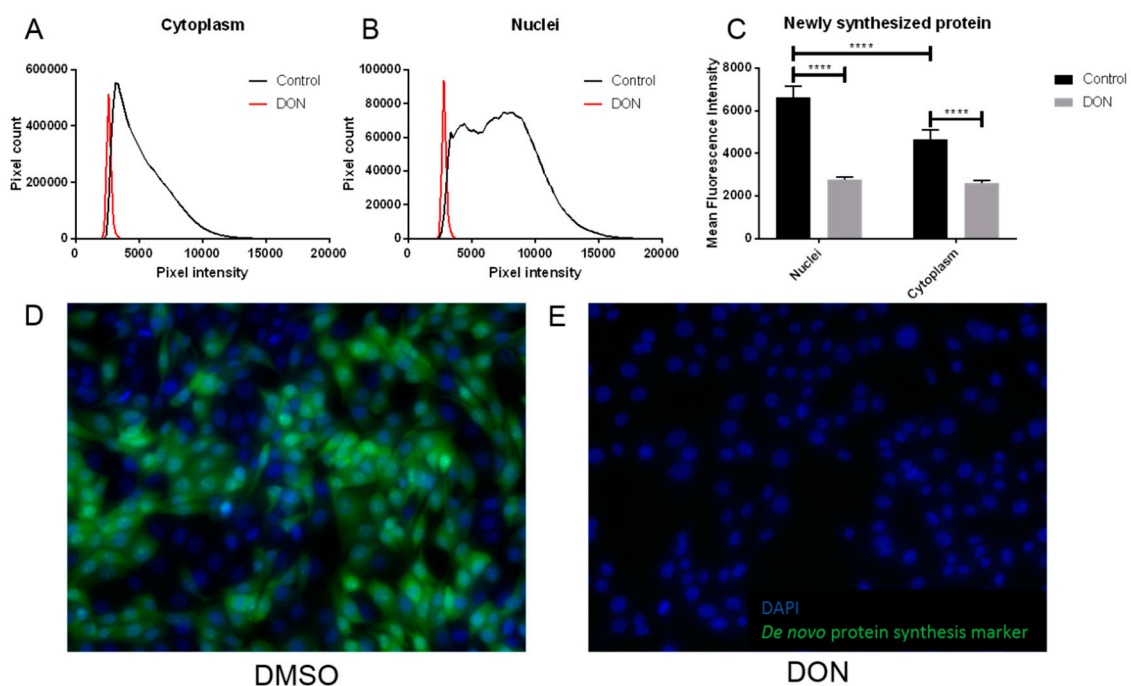 A
Cytoplasm
Pixel count
600000
400000
200000
0
0
5000
10000
15000
20000
Pixel intensity
Control
DON
B
Nuclei
Pixel count
100000
80000
60000
40000
20000
0
0
5000
10000
15000
20000
Pixel intensity
Control
DON
C
Newly synthesized protein
Mean Fluorescence Intensity
8000
6000
4000
2000
0
****
****
****
Nuclei
Cytoplasm
Control
DON
D
DMSO
E
DAPI
De novo protein synthesis marker
DON